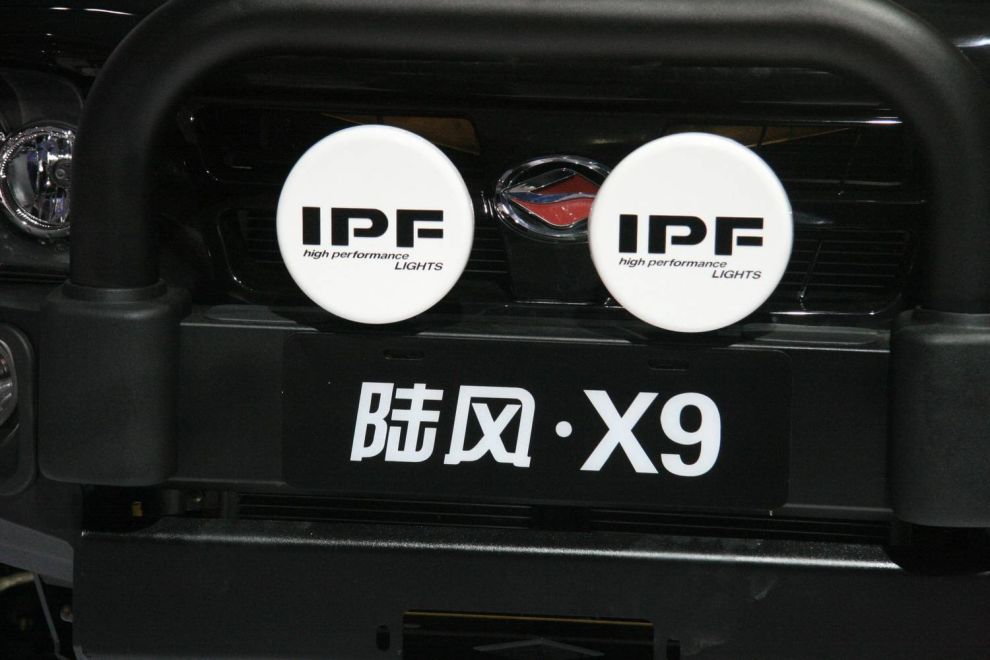 IPF
high performance
LIGHTS
IPF
high performance
LIGHTS
陆风·X9